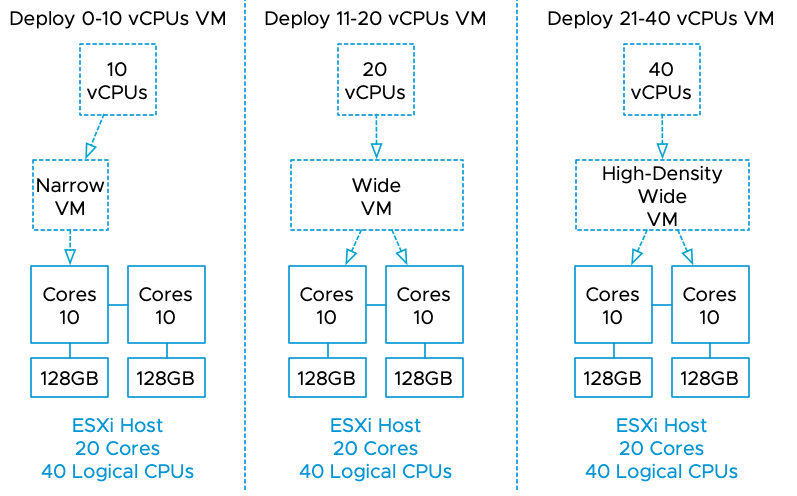 Deploy 0-10 vCPUs VM
10
vCPUs
Narrow
VM
Cores
10
Cores
10
128GB
128GB
ESXi Host
20 Cores
40 Logical CPUs
Deploy 11-20 vCPUs VM
20
vCPUs
Wide
VM
Cores
10
Cores
10
128GB
128GB
ESXi Host
20 Cores
40 Logical CPUs
Deploy 21-40 vCPUs VM
40
vCPUs
High-Density
Wide
VM
Cores
10
Cores
10
128GB
128GB
ESXi Host
20 Cores
40 Logical CPUs